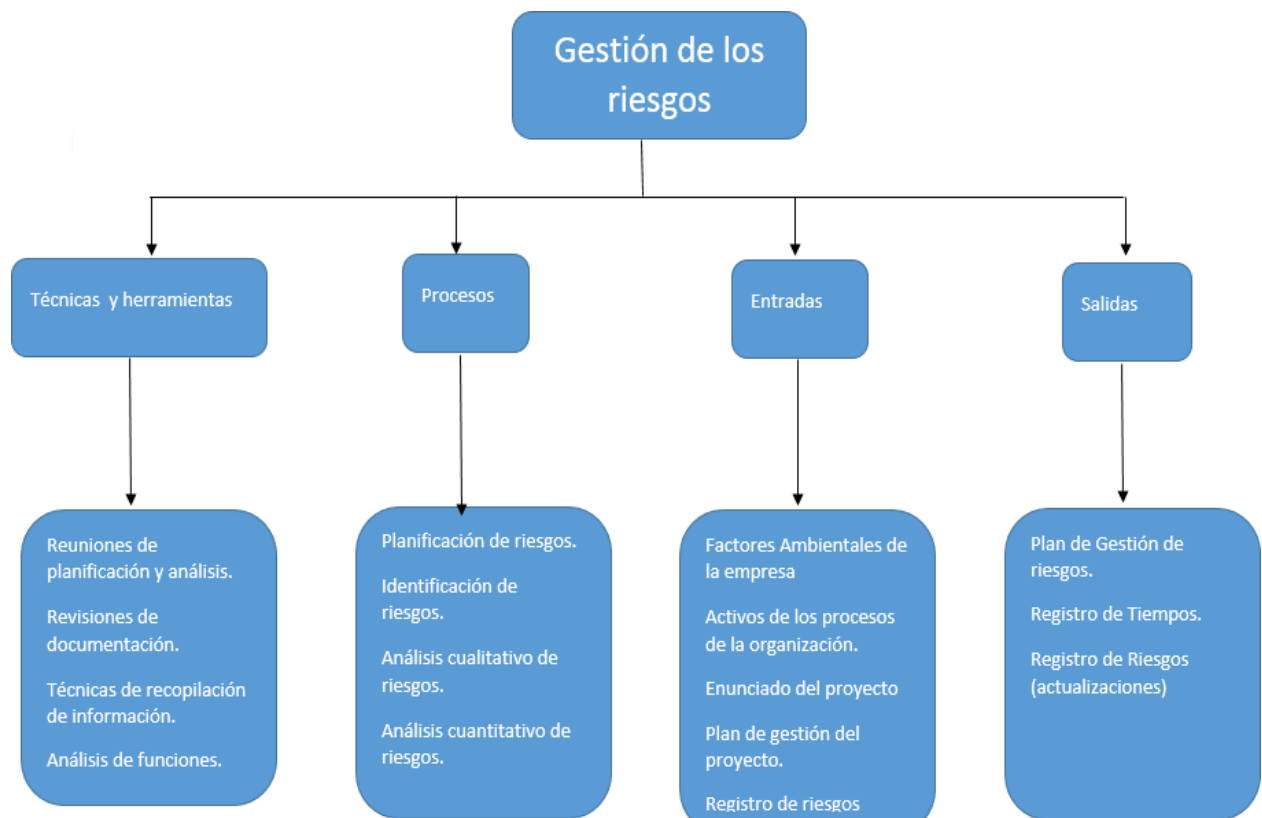 Gestión de los
riesgos
Técnicas y herramientas
Procesos
Entradas
Salidas
Reuniones de
planificación y análisis.
Revisiones de
documentación.
Técnicas de recopilación
de información.
Análisis de funciones.
Planificación de riesgos.
Identificación de
riesgos.
Análisis cualitativo de
riesgos.
Análisis cuantitativo de
riesgos.
Factores Ambientales de
la empresa
Activos de los procesos
de la organización.
Enunciado del proyecto
Plan de gestión del
proyecto.
Registro de riesgos
Plan de Gestión de
riesgos.
Registro de Tiempos.
Registro de Riesgos
(actualizaciones)